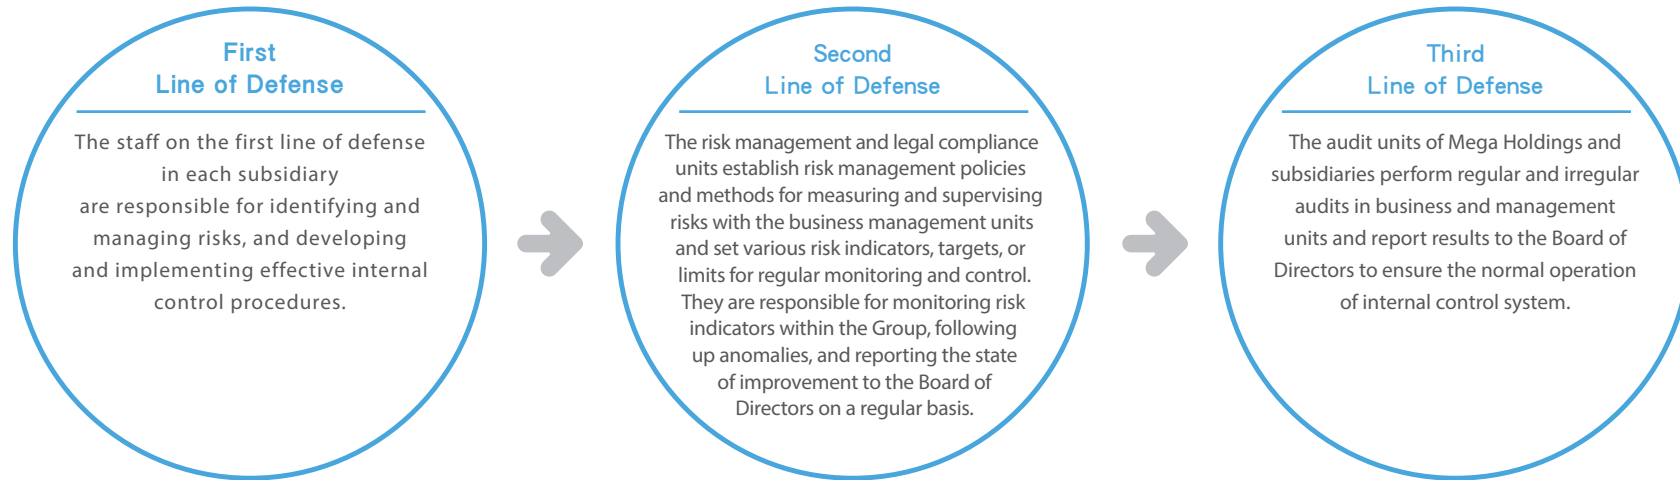 First
Line of Defense
The staff on the first line of defense
in each subsidiary
are responsible for identifying and
managing risks, and developing
and implementing effective internal
control procedures.
Second
Line of Defense
The risk management and legal compliance
units establish risk management policies
and methods for measuring and supervising
risks with the business management units
and set various risk indicators, targets, or
limits for regular monitoring and control.
They are responsible for monitoring risk
indicators within the Group, following
up anomalies, and reporting the state
of improvement to the Board of
Directors on a regular basis.
Third
Line of Defense
The audit units of Mega Holdings and
subsidiaries perform regular and irregular
audits in business and management
units and report results to the Board of
Directors to ensure the normal operation
of internal control system.